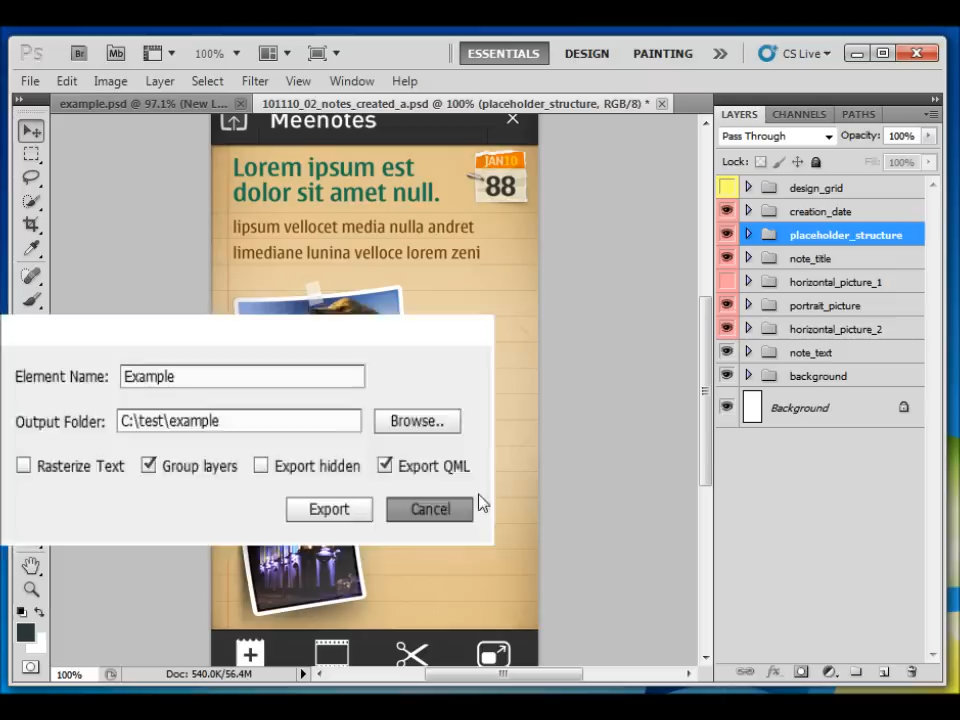 Ps Br Mb 100% ESSENTIALS DESIGN PAINTING CS Live
File Edit Image Layer Select Filter View Window Help
example.psd @ 97.1% (New L... 101110_02_notes_created_a.psd @ 100% (placeholder_structure, RGB/8) *
LAYERS CHANNELS PATHS
Pass Through Opacity: 100%
Lock: Fill: 100%
design_grid
creation_date
placeholder_structure
note_title
horizontal_picture_1
portrait_picture
horizontal_picture_2
note_text
background
Background
Meenotes
Lorem ipsum est
dolor sit amet null.
JAN10
88
lipsum vellocet media nulla andret
limediane lunina velloce lorem zeni
Element Name: Example
Output Folder: C:\test\example Browse..
Rasterize Text Group layers Export hidden Export QML
Export Cancel
100% Doc: 540.0K/56.4M